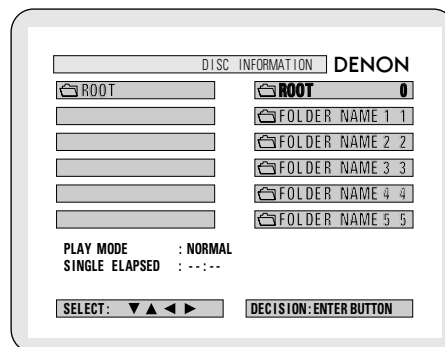 DISC INFORMATION DENON
ROOT ROOT 0
FOLDER NAME 1 1
FOLDER NAME 2 2
FOLDER NAME 3 3
FOLDER NAME 4 4
FOLDER NAME 5 5
PLAY MODE : NORMAL
SINGLE ELAPSED : --:--
SELECT: ▼ ▲ ◀ ▶ DECISION: ENTER BUTTON